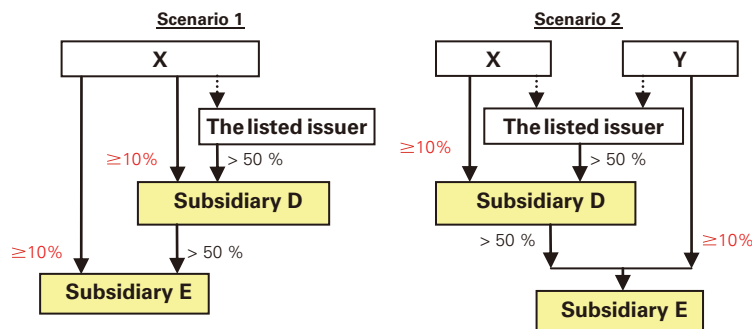 Scenario 1
X
The listed issuer
≥10%
> 50 %
Subsidiary D
≥10%
> 50 %
Subsidiary E
Scenario 2
X
Y
The listed issuer
≥10%
> 50 %
Subsidiary D
> 50 %
≥10%
Subsidiary E